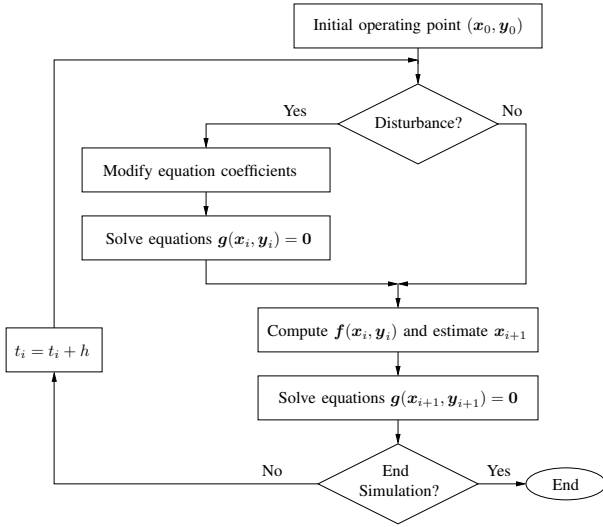 Initial operating point (x₀, y₀)
Disturbance?
Yes
No
Modify equation coefficients
Solve equations g(xᵢ, yᵢ) = 0
Compute f(xᵢ, yᵢ) and estimate xᵢ₊₁
tᵢ = tᵢ + h
Solve equations g(xᵢ₊₁, yᵢ₊₁) = 0
End
Simulation?
No
Yes
End